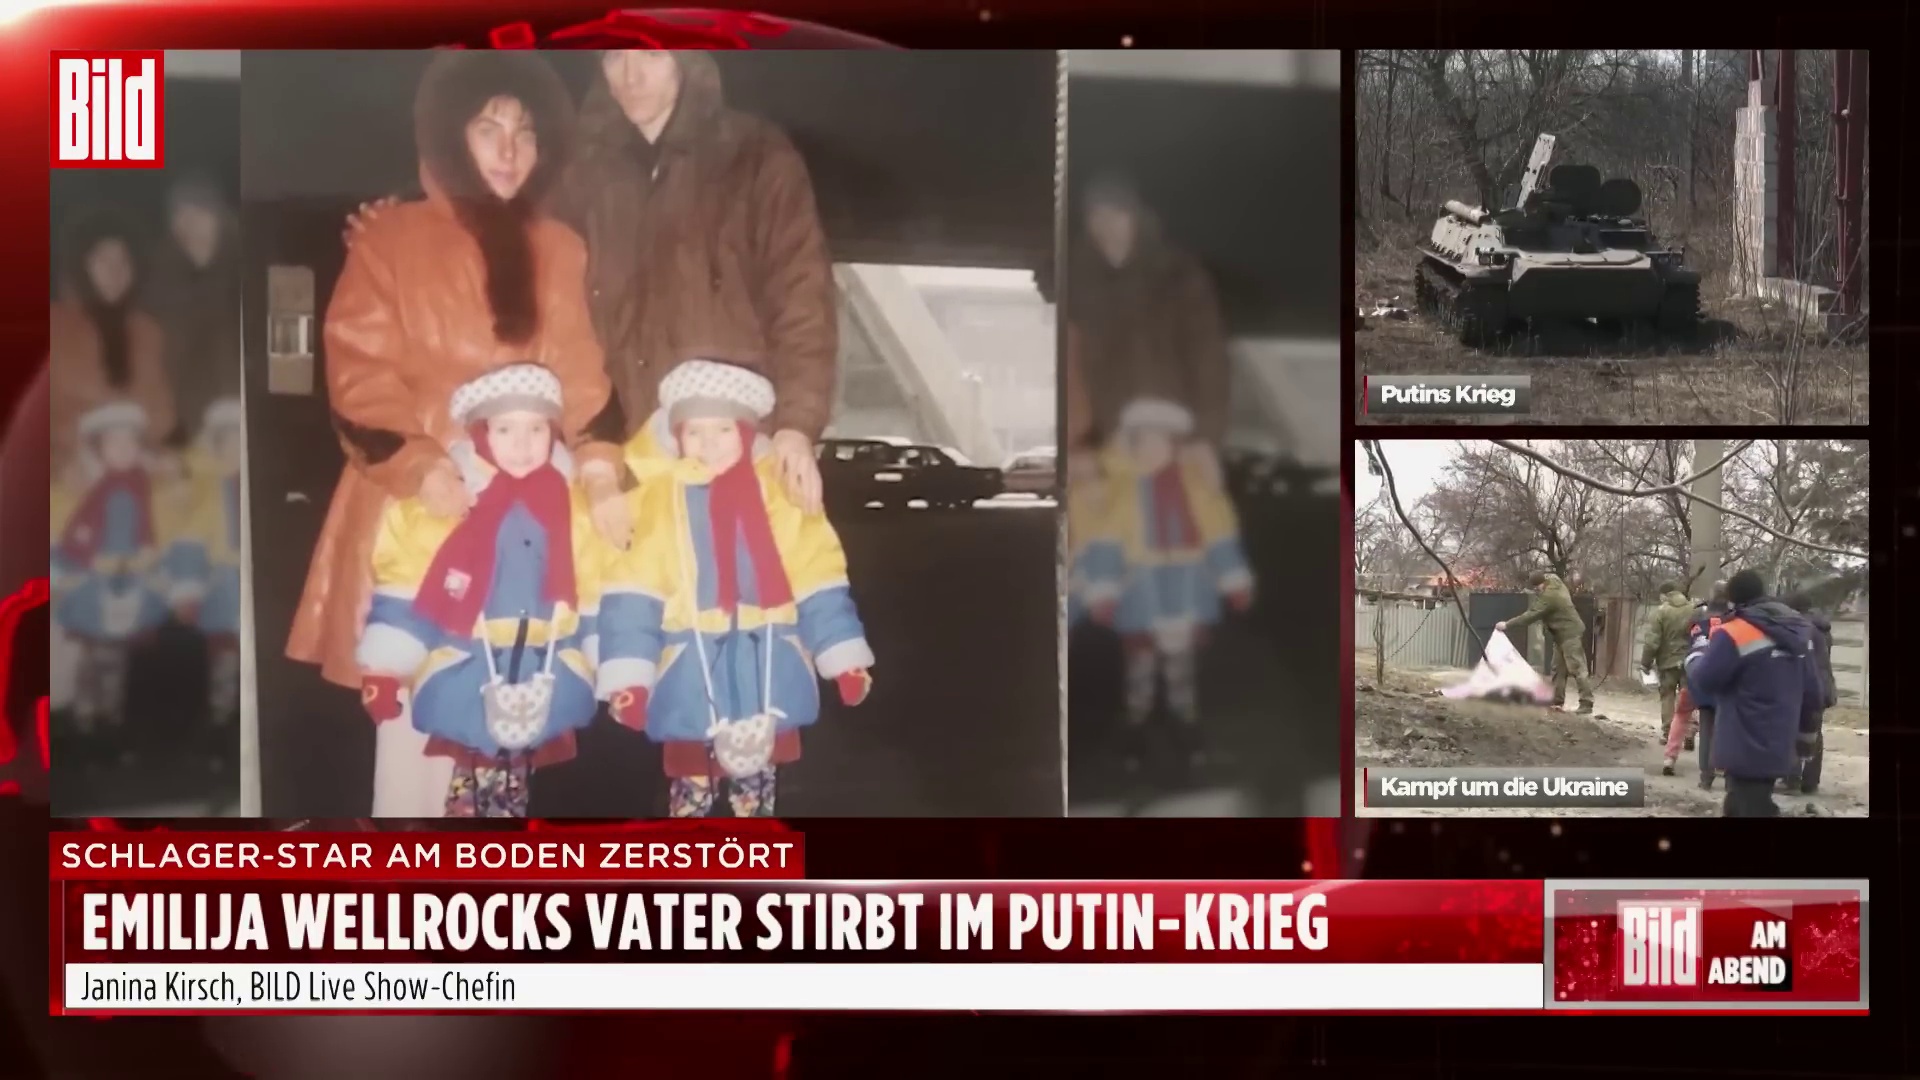 Bild
Putins Krieg
Kampf um die Ukraine
SCHLAGER-STAR AM BODEN ZERSTÖRT
EMILIJA WELLROCKS VATER STIRBT IM PUTIN-KRIEG
Janina Kirsch, BILD Live Show-Chefin
Bild AM
ABEND